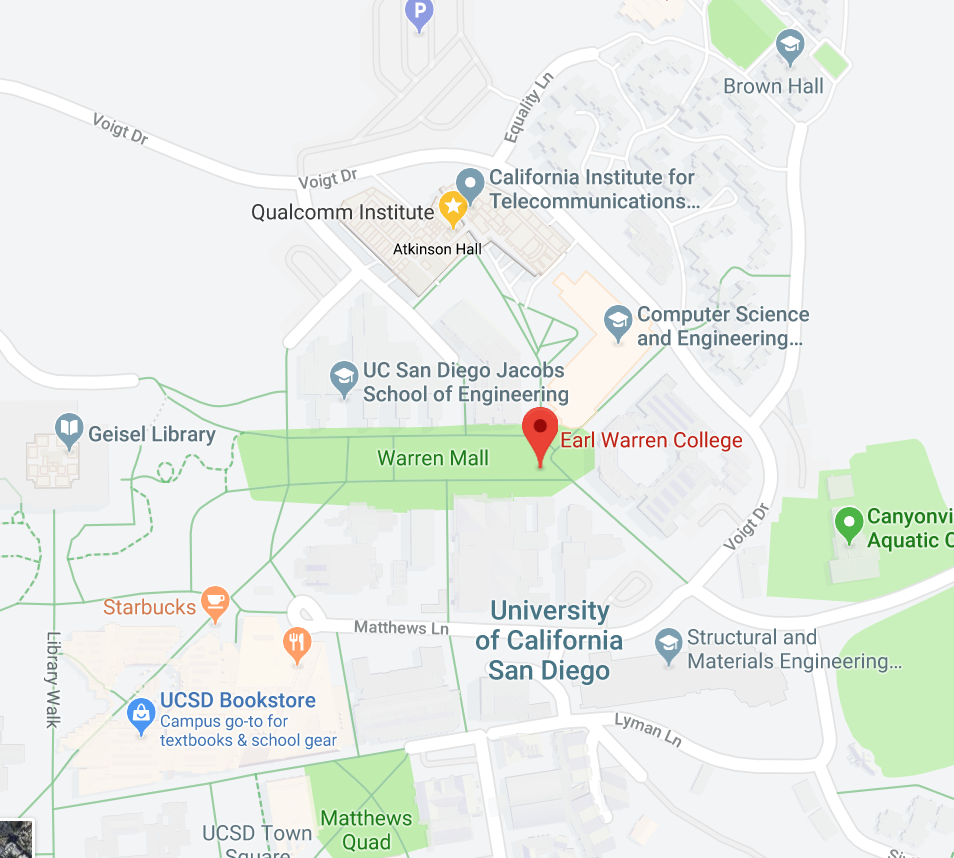 P
Brown Hall
Equality Ln
Voigt Dr
Voigt Dr
California Institute for
Telecommunications...
Qualcomm Institute
Atkinson Hall
Computer Science
and Engineering...
UC San Diego Jacobs
School of Engineering
Geisel Library
Earl Warren College
Warren Mall
Voigt Dr
Canyonvi
Aquatic C
Starbucks
Matthews Ln
University
of California
San Diego
Structural and
Materials Engineering...
Library-Walk
UCSD Bookstore
Campus go-to for
textbooks & school gear
Lyman Ln
Matthews
Quad
UCSD Town
Square